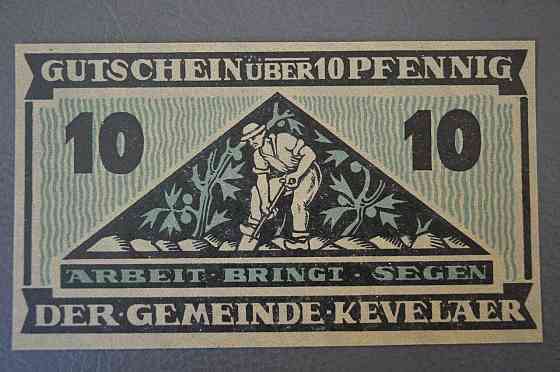 GUTSCHEIN ÜBER 10 PFENNIG
10 10
ARBEIT · BRINGT · SEGEN
DER · GEMEINDE · KEVELAER